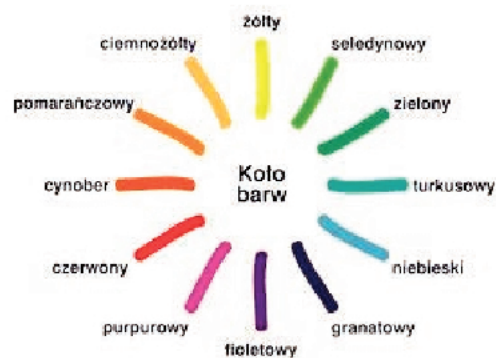 żółty
ciemnożółty
seledynowy
pomarańczowy
zielony
Koło
barw
cynober
turkusowy
czerwony
niebieski
purpurowy
granatowy
fioletowy